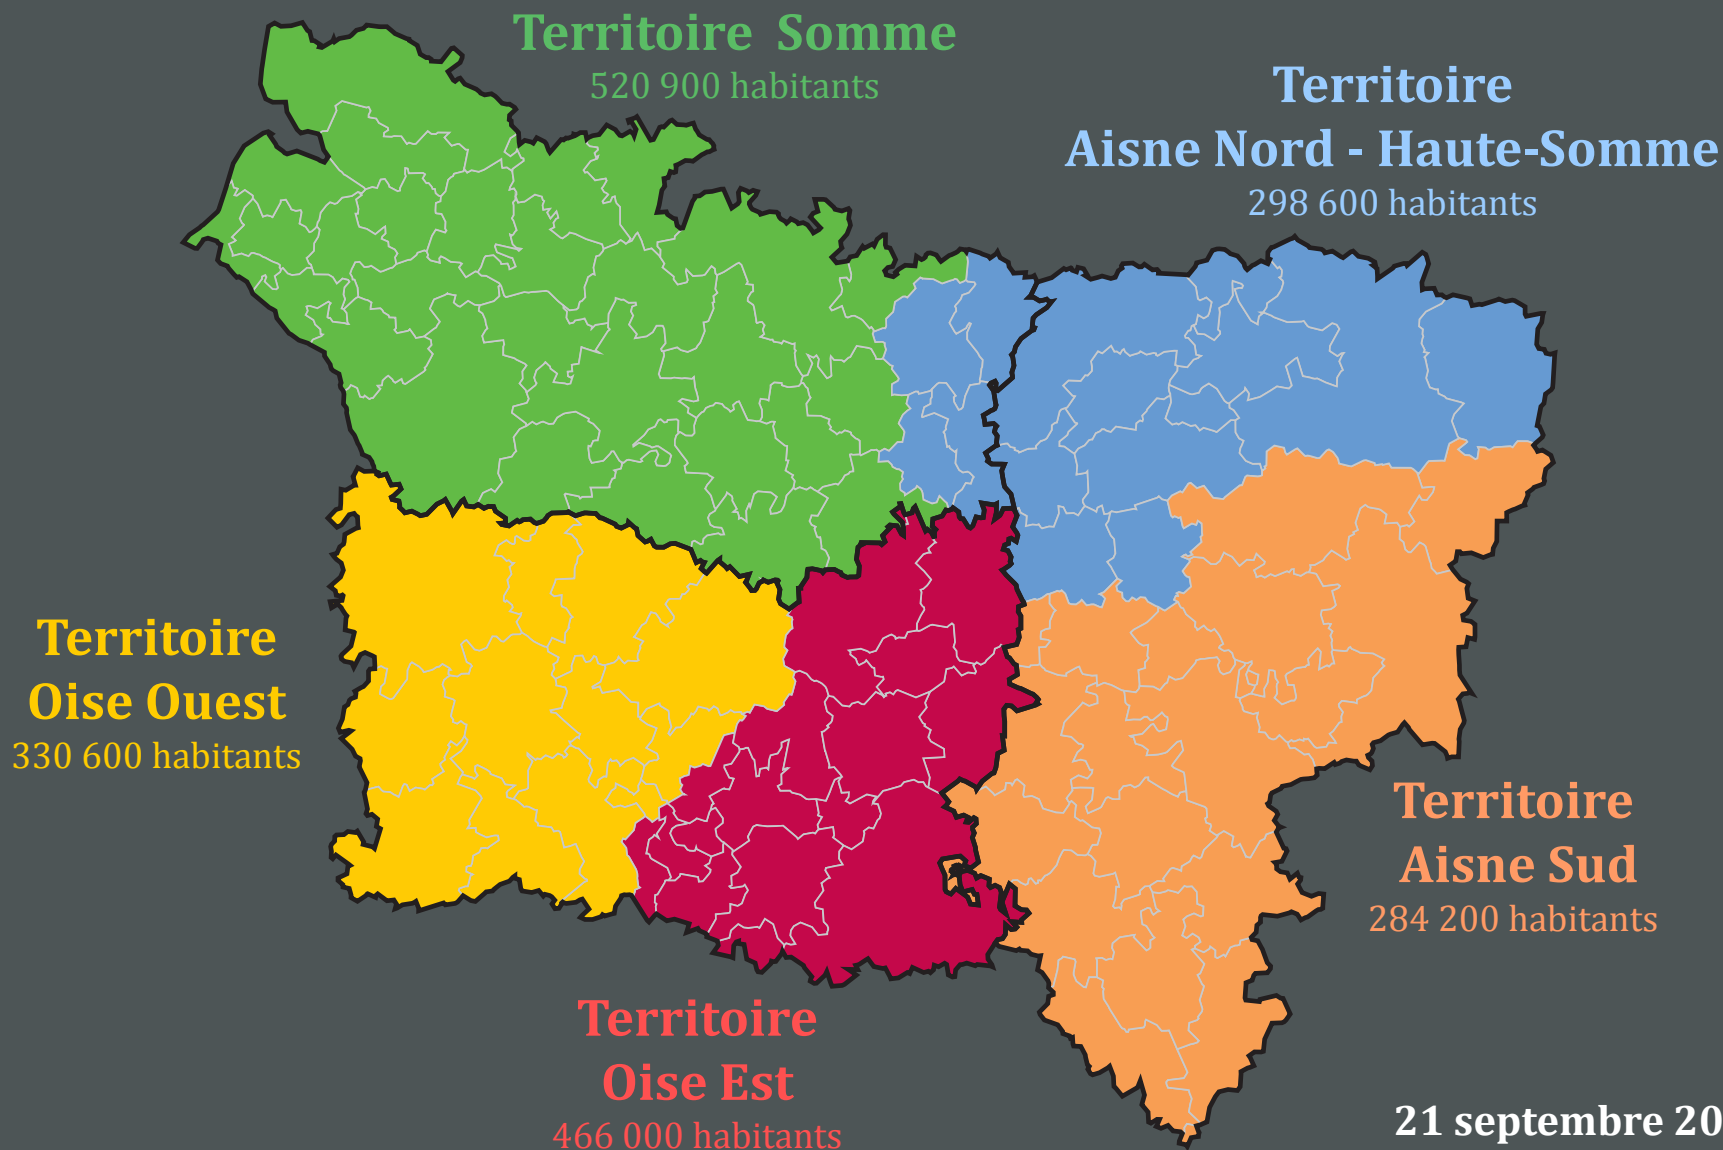 Territoire Somme
520 900 habitants
Territoire
Aisne Nord - Haute-Somme
298 600 habitants
Territoire
Oise Ouest
330 600 habitants
Territoire
Aisne Sud
284 200 habitants
Territoire
Oise Est
466 000 habitants
21 septembre 20